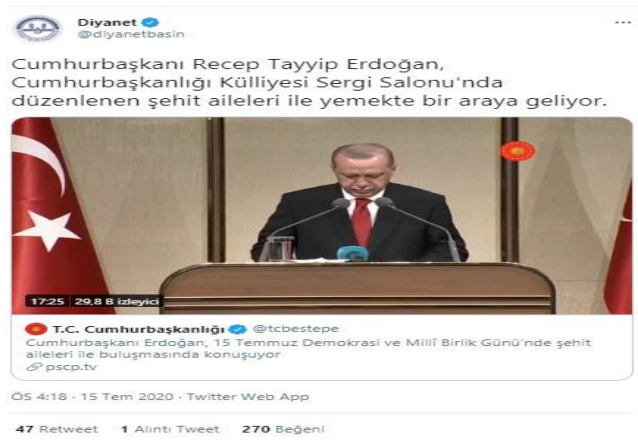 Diyanet
@diyanetbasin
Cumhurbaşkanı Recep Tayyip Erdoğan,
Cumhurbaşkanlığı Külliyesi Sergi Salonu'nda
düzenlenen şehit aileleri ile yemekte bir araya geliyor.
17:25 29,8 B izleyici
T.C. Cumhurbaşkanlığı @tcbestepe
Cumhurbaşkanı Erdoğan, 15 Temmuz Demokrasi ve Millî Birlik Günü'nde şehit
aileleri ile buluşmasında konuşuyor
pscp.tv
ÖS 4:18 · 15 Tem 2020 · Twitter Web App
47 Retweet 1 Alıntı Tweet 270 Beğeni